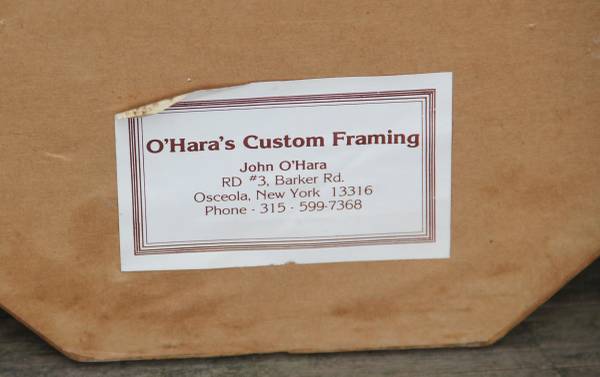 O'Hara's Custom Framing
John O'Hara
RD #3, Barker Rd.
Osceola, New York 13316
Phone - 315 - 599-7368